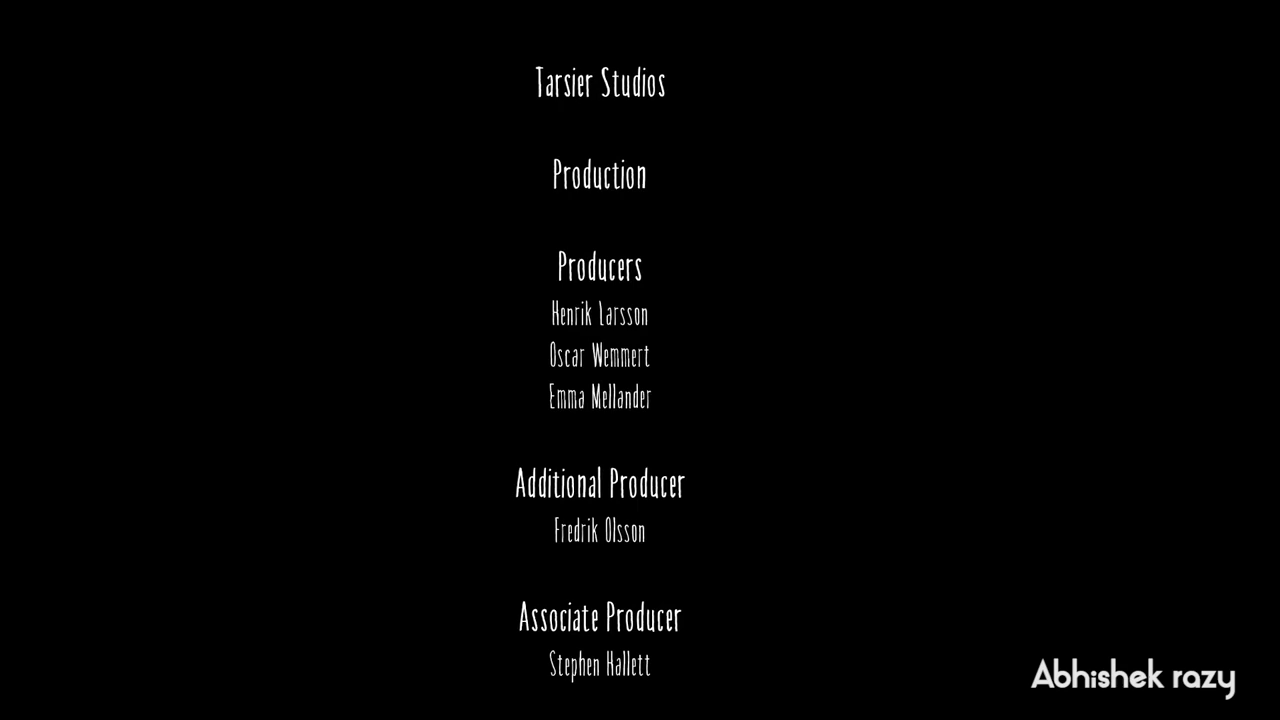 Tarsier Studios
Production
Producers
Henrik Larsson
Oscar Wemmert
Emma Mellander
Additional Producer
Fredrik Olsson
Associate Producer
Stephen Hallett
Abhishek razy